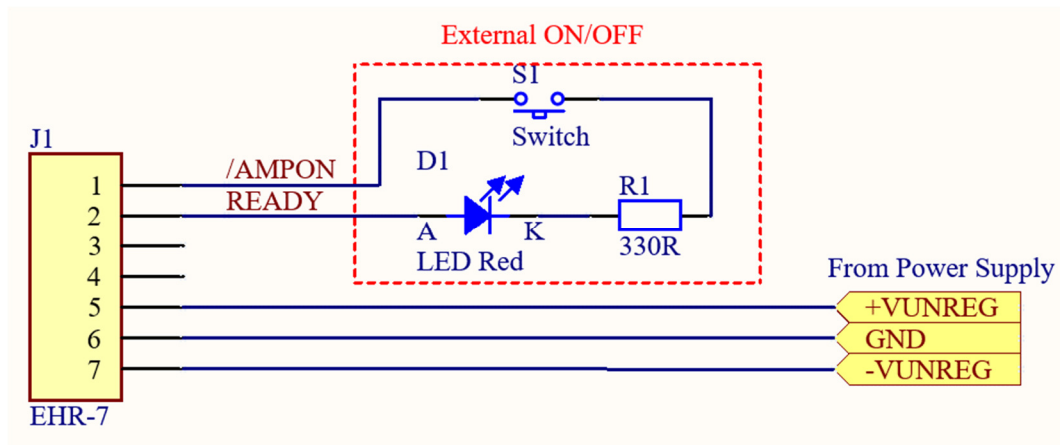 External ON/OFF
S1
Switch
J1
D1
/AMPON
R1
1
READY
2
A
K
330R
LED Red
3
4
From Power Supply
5
+VUNREG
6
GND
7
-VUNREG
EHR-7